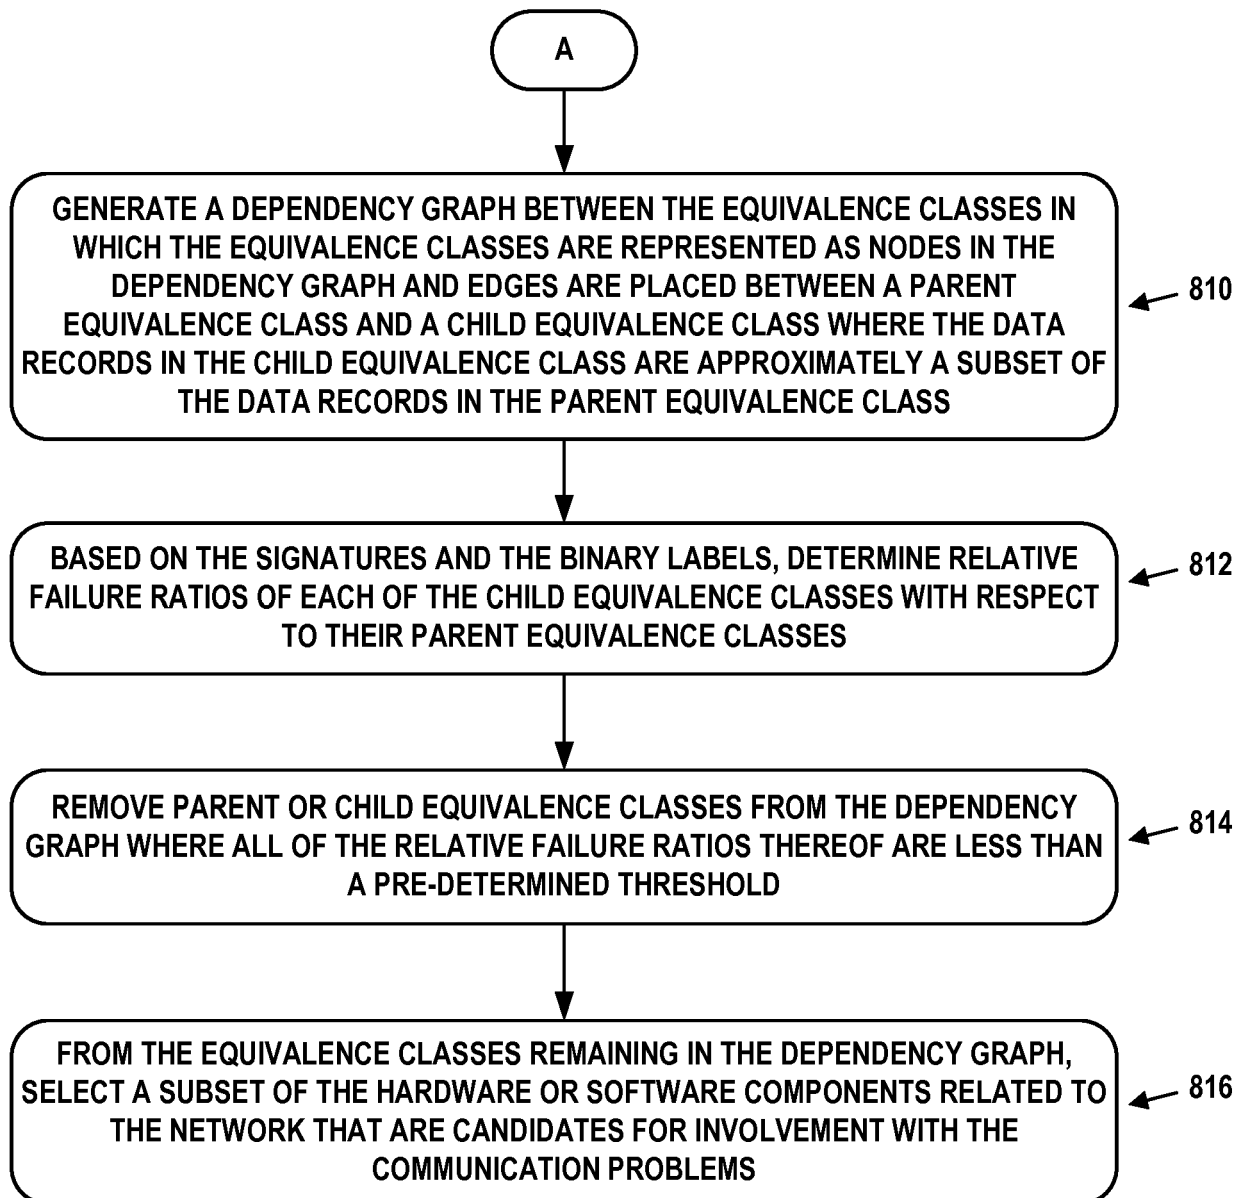 A
GENERATE A DEPENDENCY GRAPH BETWEEN THE EQUIVALENCE CLASSES IN
WHICH THE EQUIVALENCE CLASSES ARE REPRESENTED AS NODES IN THE
DEPENDENCY GRAPH AND EDGES ARE PLACED BETWEEN A PARENT
EQUIVALENCE CLASS AND A CHILD EQUIVALENCE CLASS WHERE THE DATA
RECORDS IN THE CHILD EQUIVALENCE CLASS ARE APPROXIMATELY A SUBSET OF
THE DATA RECORDS IN THE PARENT EQUIVALENCE CLASS
810
BASED ON THE SIGNATURES AND THE BINARY LABELS, DETERMINE RELATIVE
FAILURE RATIOS OF EACH OF THE CHILD EQUIVALENCE CLASSES WITH RESPECT
TO THEIR PARENT EQUIVALENCE CLASSES
812
REMOVE PARENT OR CHILD EQUIVALENCE CLASSES FROM THE DEPENDENCY
GRAPH WHERE ALL OF THE RELATIVE FAILURE RATIOS THEREOF ARE LESS THAN
A PRE-DETERMINED THRESHOLD
814
FROM THE EQUIVALENCE CLASSES REMAINING IN THE DEPENDENCY GRAPH,
SELECT A SUBSET OF THE HARDWARE OR SOFTWARE COMPONENTS RELATED TO
THE NETWORK THAT ARE CANDIDATES FOR INVOLVEMENT WITH THE
COMMUNICATION PROBLEMS
816